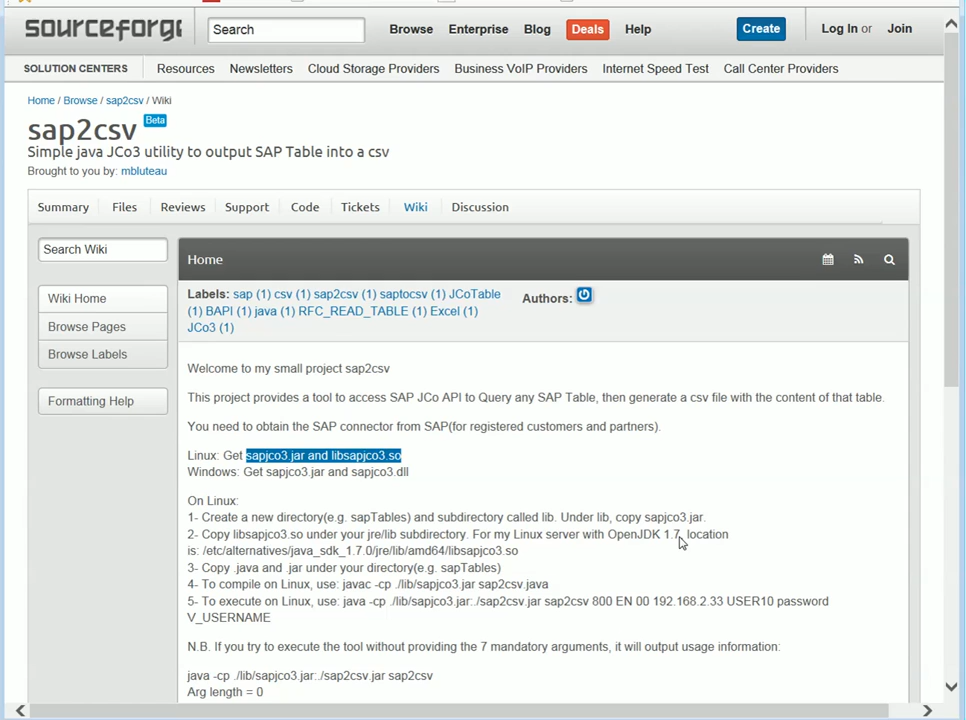 sourceforge
Search
Browse Enterprise Blog Deals Help Create Log In or Join
SOLUTION CENTERS Resources Newsletters Cloud Storage Providers Business VoIP Providers Internet Speed Test Call Center Providers
Home / Browse / sap2csv / Wiki
sap2csv Beta
Simple java JCo3 utility to output SAP Table into a csv
Brought to you by: mbluteau
Summary Files Reviews Support Code Tickets Wiki Discussion
Search Wiki
Wiki Home
Browse Pages
Browse Labels
Formatting Help
Home
Labels: sap (1) csv (1) sap2csv (1) saptocsv (1) JCoTable
(1) BAPI (1) java (1) RFC_READ_TABLE (1) Excel (1)
JCo3 (1)
Authors:
Welcome to my small project sap2csv
This project provides a tool to access SAP JCo API to Query any SAP Table, then generate a csv file with the content of that table.
You need to obtain the SAP connector from SAP(for registered customers and partners).
Linux: Get sapjco3.jar and libsapjco3.so
Windows: Get sapjco3.jar and sapjco3.dll
On Linux:
1- Create a new directory(e.g. sapTables) and subdirectory called lib. Under lib, copy sapjco3.jar.
2- Copy libsapjco3.so under your jre/lib subdirectory. For my Linux server with OpenJDK 1.7, location
is: /etc/alternatives/java_sdk_1.7.0/jre/lib/amd64/libsapjco3.so
3- Copy .java and .jar under your directory(e.g. sapTables)
4- To compile on Linux, use: javac -cp ./lib/sapjco3.jar sap2csv.java
5- To execute on Linux, use: java -cp ./lib/sapjco3.jar:./sap2csv.jar sap2csv 800 EN 00 192.168.2.33 USER10 password
V_USERNAME
N.B. If you try to execute the tool without providing the 7 mandatory arguments, it will output usage information:
java -cp ./lib/sapjco3.jar:./sap2csv.jar sap2csv
Arg length = 0